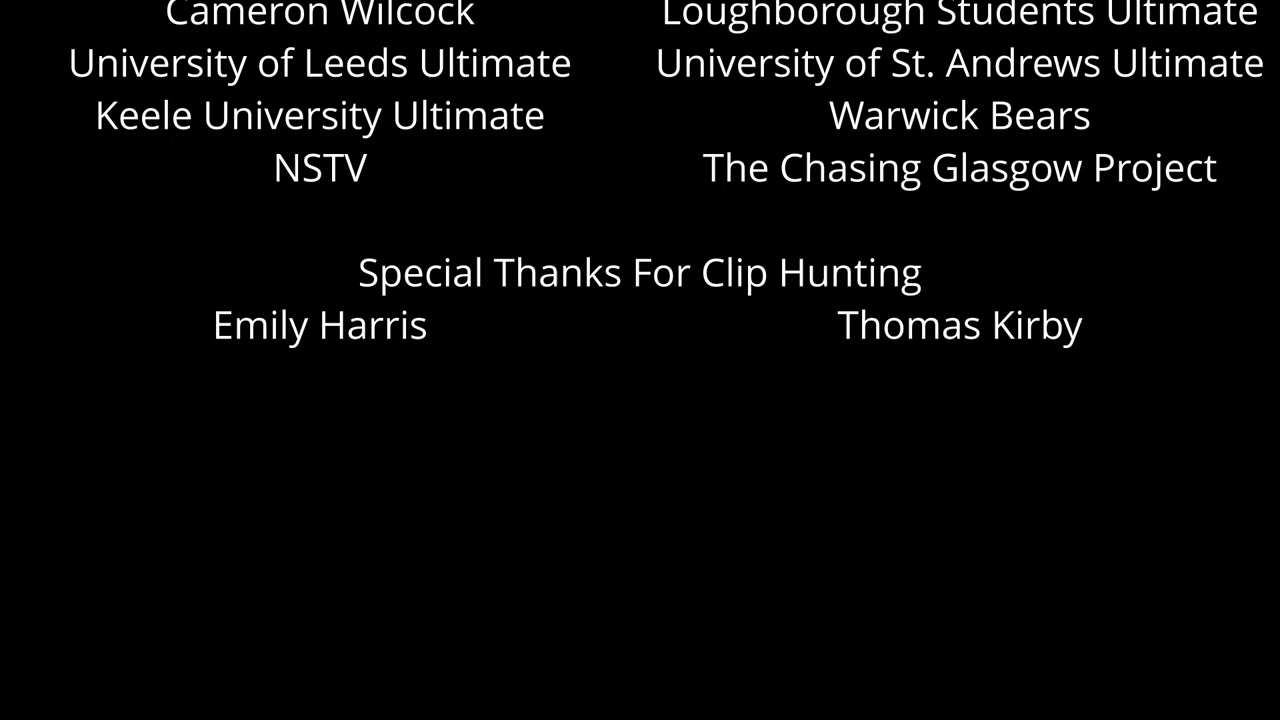 Cameron Wilcock Loughborough Students Ultimate
University of Leeds Ultimate University of St. Andrews Ultimate
Keele University Ultimate Warwick Bears
NSTV The Chasing Glasgow Project
Special Thanks For Clip Hunting
Emily Harris Thomas Kirby